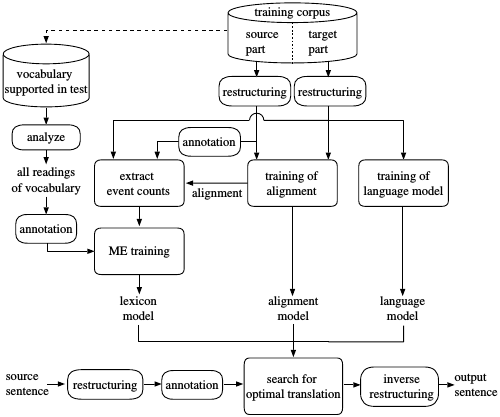 training corpus
source
part
target
part
vocabulary
supported in test
restructuring
restructuring
analyze
annotation
all readings
of vocabulary
extract
event counts
alignment
training of
alignment
training of
language model
annotation
ME training
lexicon
model
alignment
model
language
model
source
sentence
restructuring
annotation
search for
optimal translation
inverse
restructuring
output
sentence